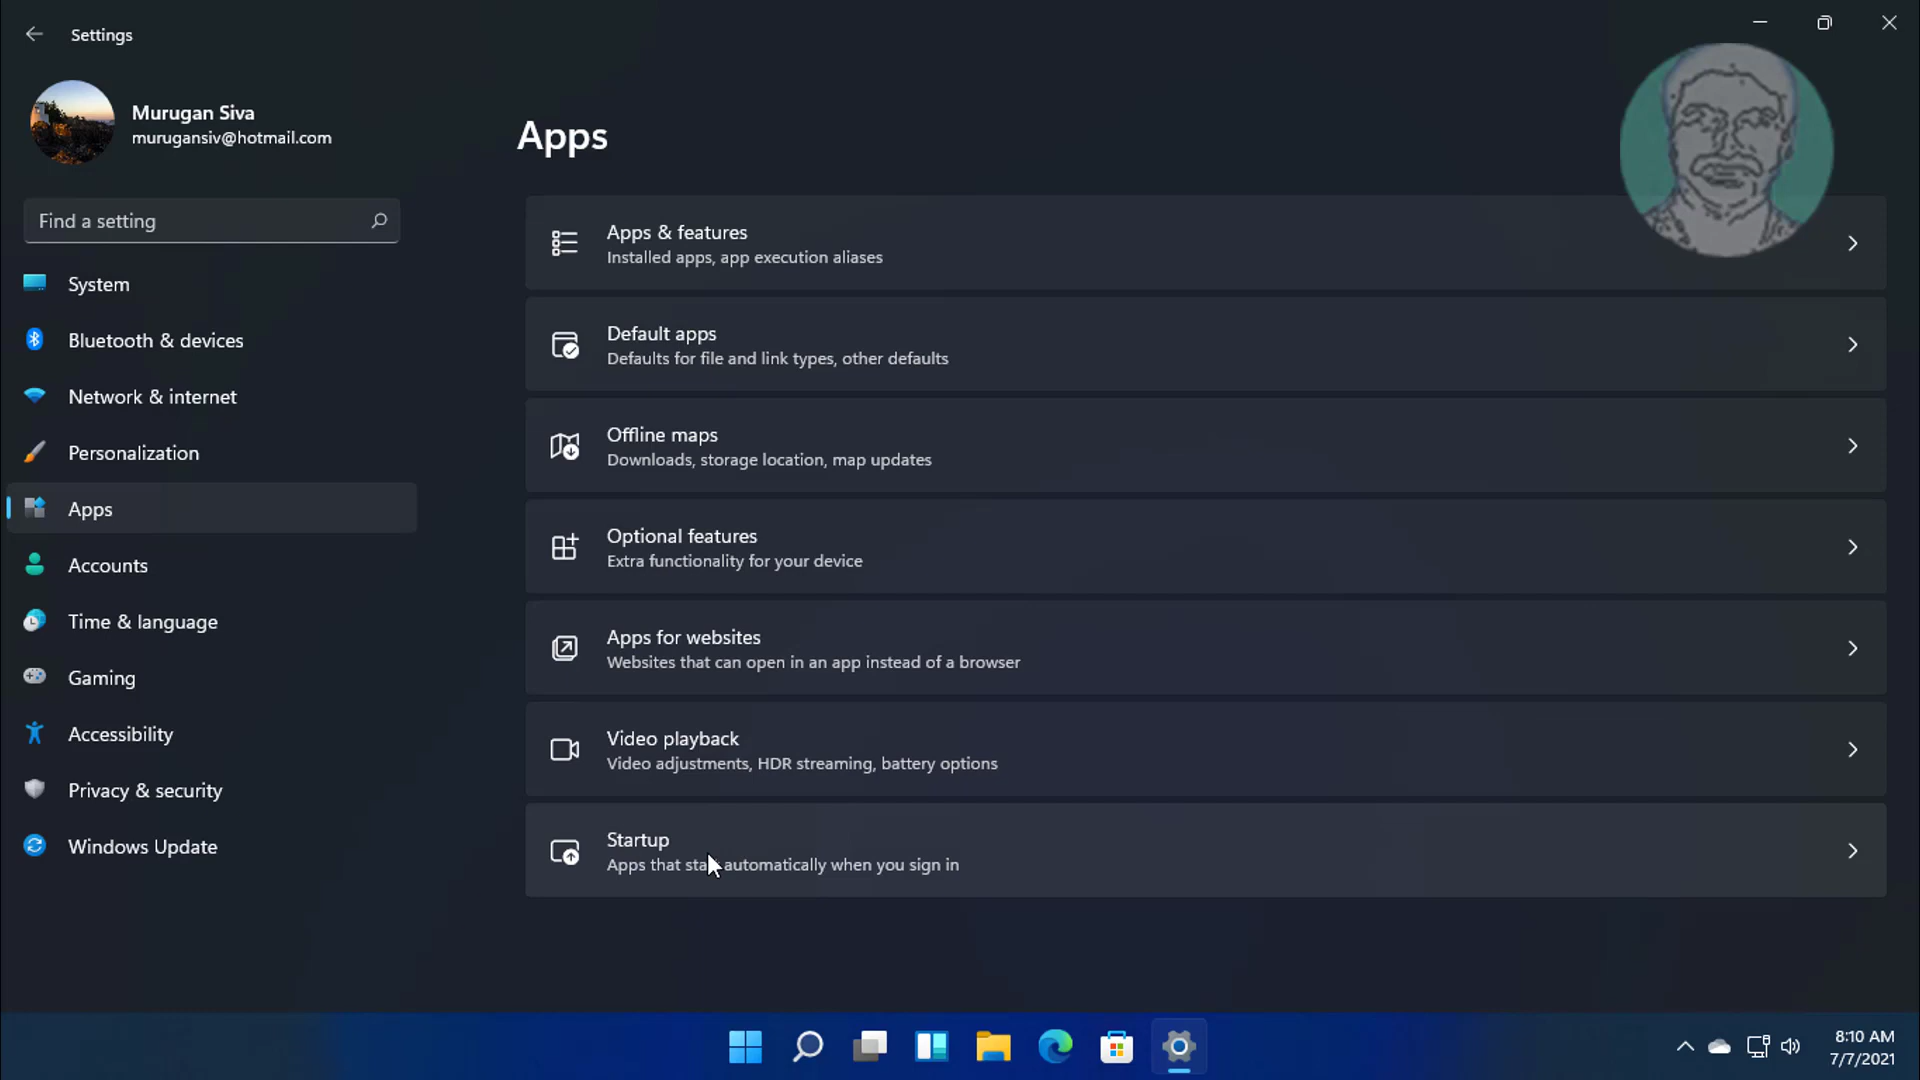 Settings
Murugan Siva
murugansiv@hotmail.com
Find a setting
System
Bluetooth & devices
Network & internet
Personalization
Apps
Accounts
Time & language
Gaming
Accessibility
Privacy & security
Windows Update
Apps
Apps & features
Installed apps, app execution aliases
Default apps
Defaults for file and link types, other defaults
Offline maps
Downloads, storage location, map updates
Optional features
Extra functionality for your device
Apps for websites
Websites that can open in an app instead of a browser
Video playback
Video adjustments, HDR streaming, battery options
Startup
Apps that start automatically when you sign in
8:10 AM
7/7/2021